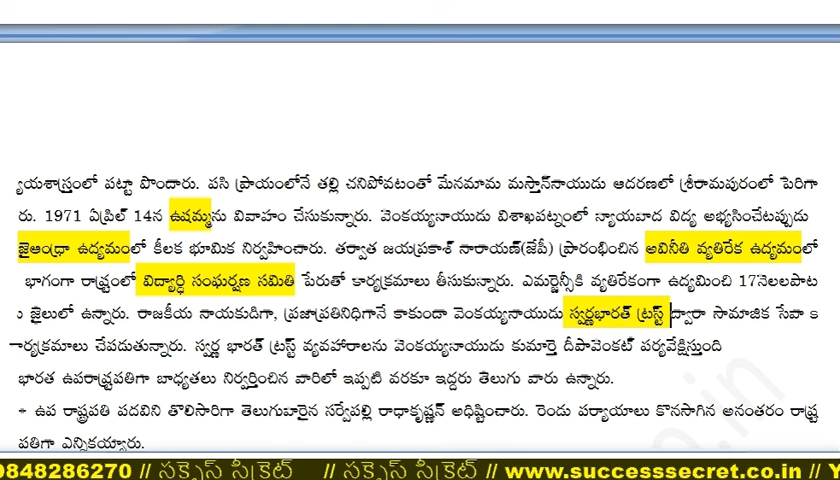 ్యయశాస్త్రంలో పట్టా పొందారు. పసి ప్రాయంలోనే తల్లి చనిపోవటంతో మేనమామ మస్తాన్‌నాయుడు ఆదరణలో శ్రీరామపురంలో పెరిగా
రు. 1971 ఏప్రిల్ 14న ఉషమ్మను వివాహం చేసుకున్నారు. వెంకయ్యనాయుడు విశాఖపట్నంలో న్యాయవాద విద్య అభ్యసించేటప్పుడు
జైఆంధ్రా ఉద్యమంలో కీలక భూమిక నిర్వహించారు. తర్వాత జయప్రకాశ్ నారాయణ్(జేపీ) ప్రారంభించిన అవినీతి వ్యతిరేక ఉద్యమంలో
భాగంగా రాష్ట్రంలో విద్యార్ధి సంఘర్షణ సమితి పేరుతో కార్యక్రమాలు తీసుకున్నారు. ఎమర్జెన్సీకి వ్యతిరేకంగా ఉద్యమించి 17నెలలపాట
ు జైలులో ఉన్నారు. రాజకీయ నాయకుడిగా, ప్రజాప్రతినిధిగానే కాకుండా వెంకయ్యనాయుడు స్వర్ణభారత్ ట్రస్ట్ ద్వారా సామాజిక సేవా క
ార్యక్రమాలు చేపడుతున్నారు. స్వర్ణ భారత్ ట్రస్ట్ వ్యవహారాలను వెంకయ్యనాయుడు కుమార్తె దీపావెంకట్ పర్యవేక్షిస్తుంది
భారత ఉపరాష్ట్రపతిగా బాధ్యతలు నిర్వర్తించిన వారిలో ఇప్పటి వరకూ ఇద్దరు తెలుగు వారు ఉన్నారు.
+ ఉప రాష్ట్రపతి పదవిని తొలిసారిగా తెలుగుబారైన సర్వేపల్లి రాధాకృష్ణన్ అధిష్టించారు. రెండు పర్యాయాలు కొనసాగిన అనంతరం రాష్ట్ర
పతిగా ఎన్నికయ్యారు.
9848286270 // సక్సెస్ సీక్రెట్ // సక్సెస్ సీక్రెట్ // www.successsecret.co.in // Y